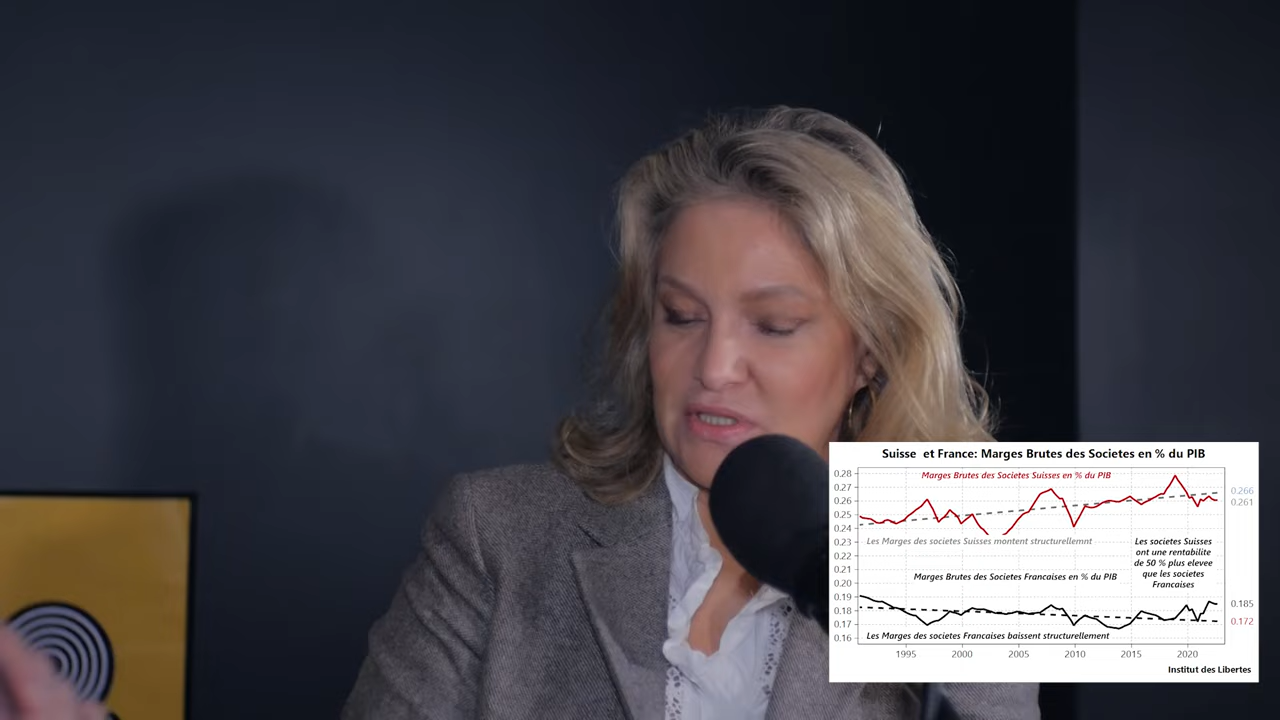 Suisse  et France: Marges Brutes des Societes en % du PIB
Marges Brutes des Societes Suisses en % du PIB
0.28
0.27
0.26
0.25
0.24
0.23
0.22
0.21
0.20
0.19
0.18
0.17
0.16
0.266
0.261
Les Marges des societes Suisses montent structurellemnt
Les societes Suisses
ont une rentabilite
de 50 % plus elevee
que les societes
Francaises
Marges Brutes des Societes Francaises en % du PIB
0.185
0.172
Les Marges des societes Francaises baissent structurellement
1995
2000
2005
2010
2015
2020
Institut des Libertes